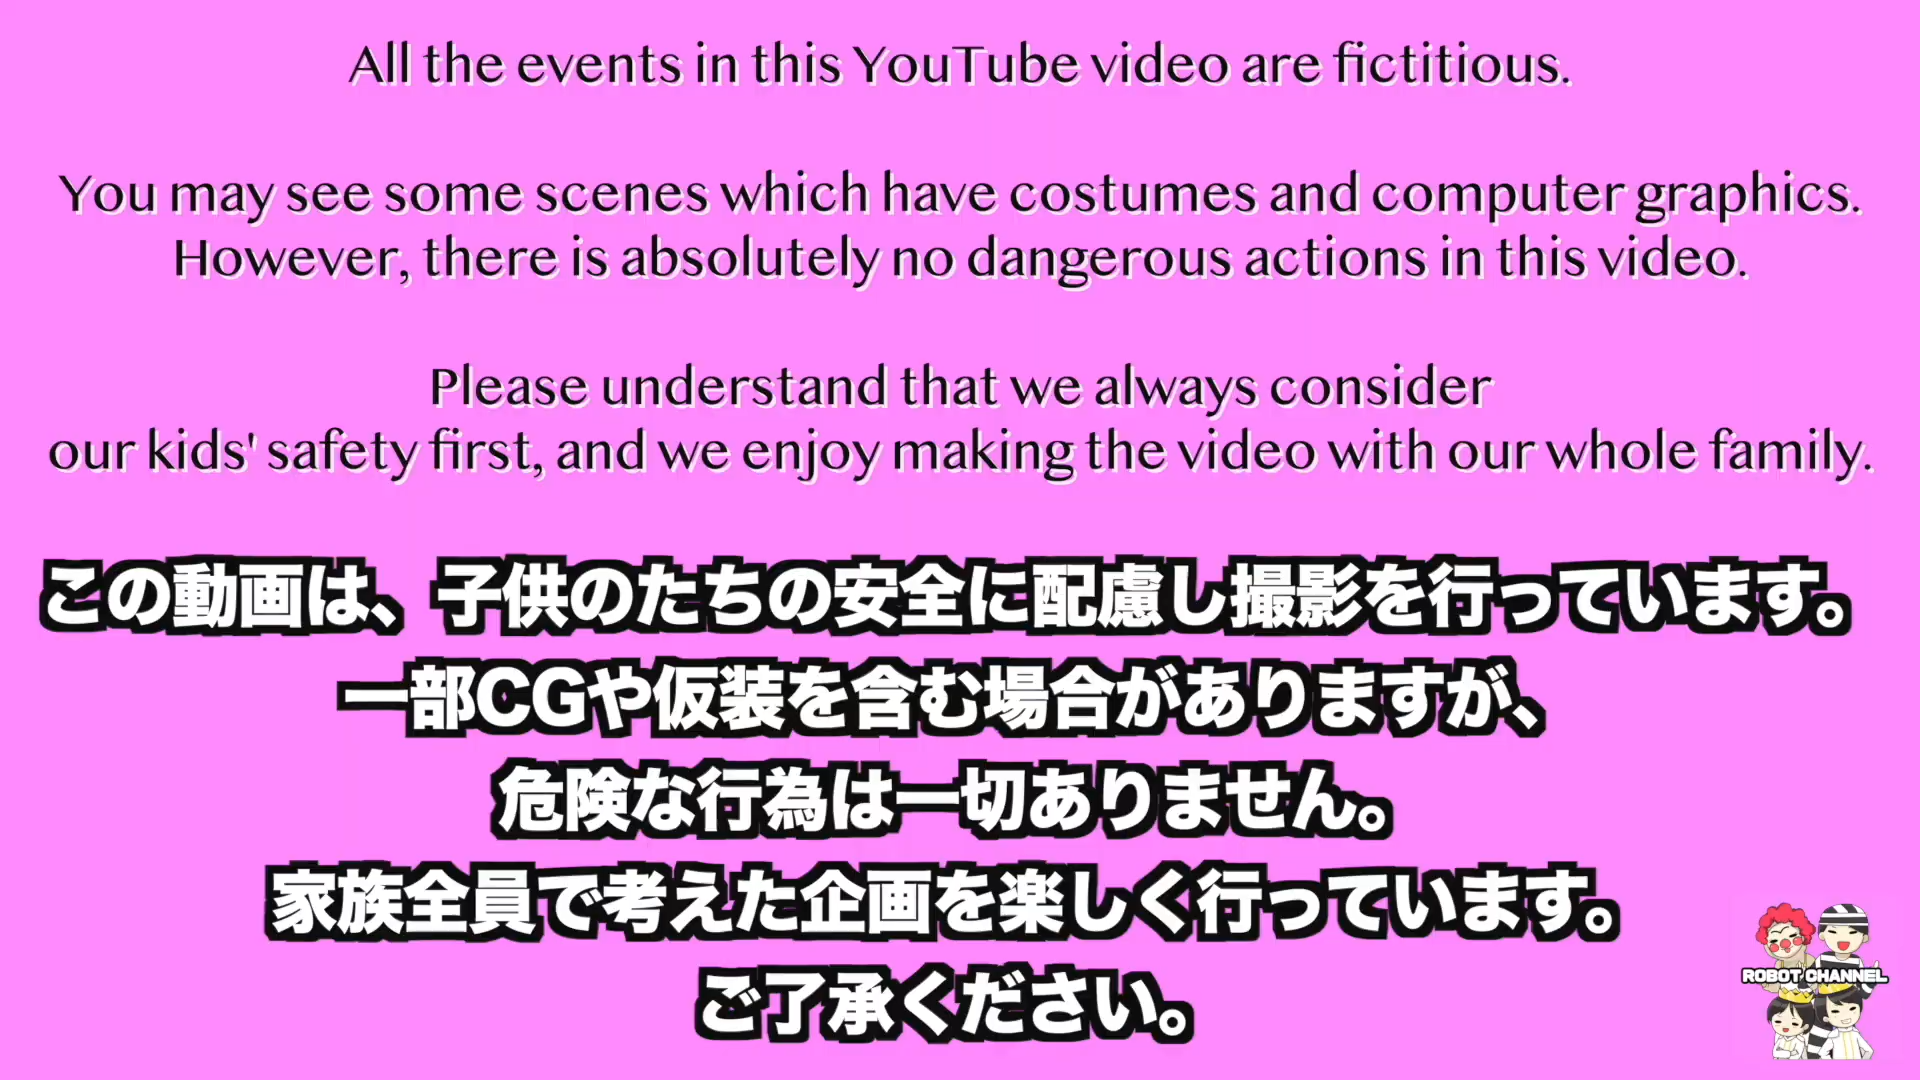 All the events in this YouTube video are fictitious.
You may see some scenes which have costumes and computer graphics.
However, there is absolutely no dangerous actions in this video.
Please understand that we always consider
our kids' safety first, and we enjoy making the video with our whole family.
この動画は、子供のたちの安全に配慮し撮影を行っています。
一部CGや仮装を含む場合がありますが、
危険な行為は一切ありません。
家族全員で考えた企画を楽しく行っています。
ご了承ください。
ROBOT CHANNEL